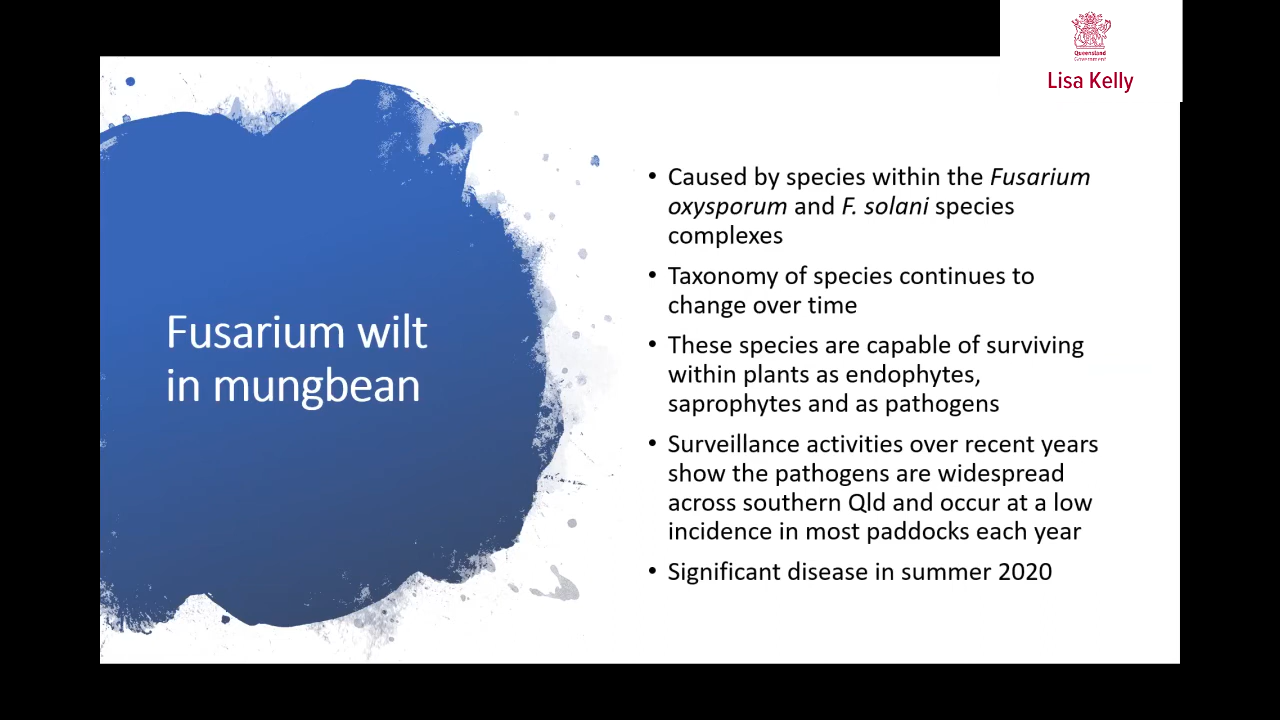 Queensland
Government
Lisa Kelly
Fusarium wilt
in mungbean
• Caused by species within the Fusarium
oxysporum and F. solani species
complexes
• Taxonomy of species continues to
change over time
• These species are capable of surviving
within plants as endophytes,
saprophytes and as pathogens
• Surveillance activities over recent years
show the pathogens are widespread
across southern Qld and occur at a low
incidence in most paddocks each year
• Significant disease in summer 2020